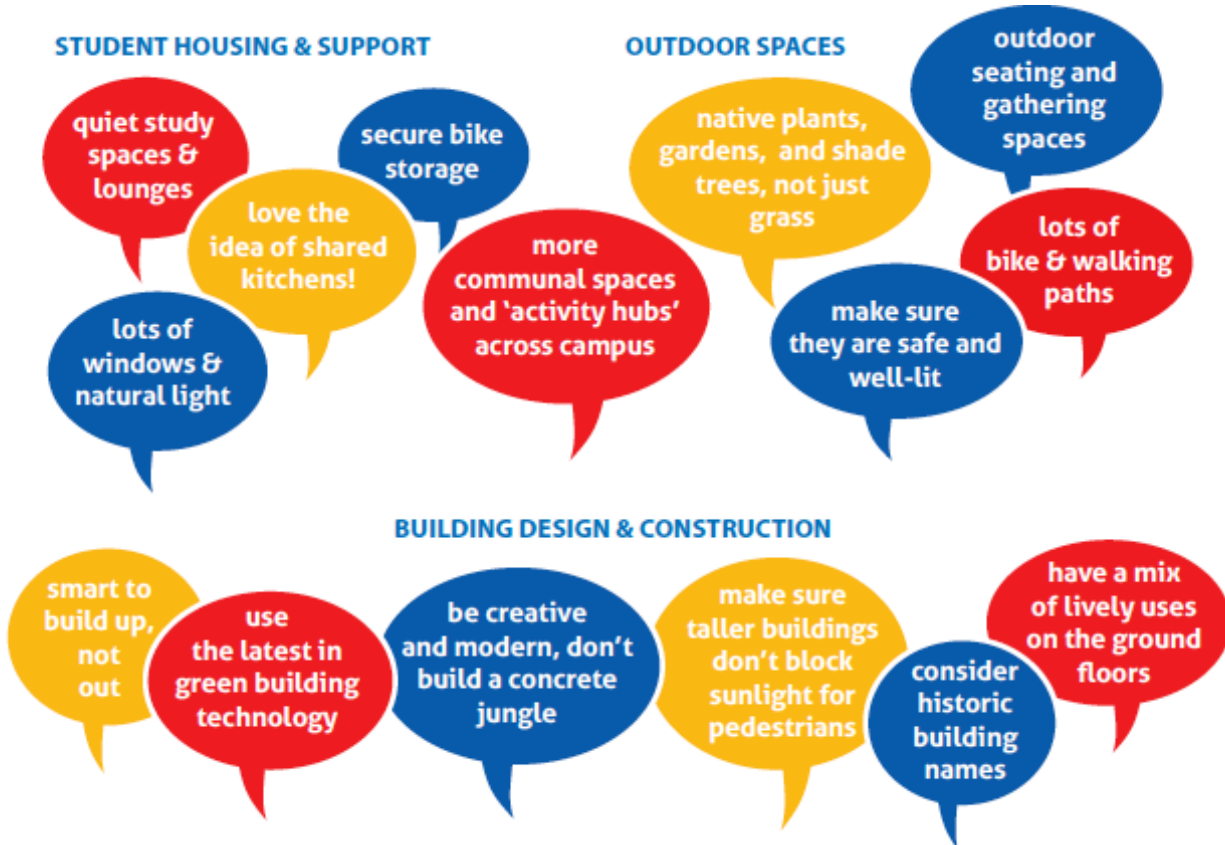 STUDENT HOUSING & SUPPORT
quiet study
spaces &
lounges
secure bike
storage
love the
idea of shared
kitchens!
lots of
windows &
natural light
more
communal spaces
and ‘activity hubs’
across campus
OUTDOOR SPACES
outdoor
seating and
gathering
spaces
native plants,
gardens, and shade
trees, not just
grass
lots of
bike & walking
paths
make sure
they are safe and
well-lit
BUILDING DESIGN & CONSTRUCTION
smart to
build up,
not
out
use
the latest in
green building
technology
be creative
and modern, don’t
build a concrete
jungle
make sure
taller buildings
don’t block
sunlight for
pedestrians
consider
historic
building
names
have a mix
of lively uses
on the ground
floors